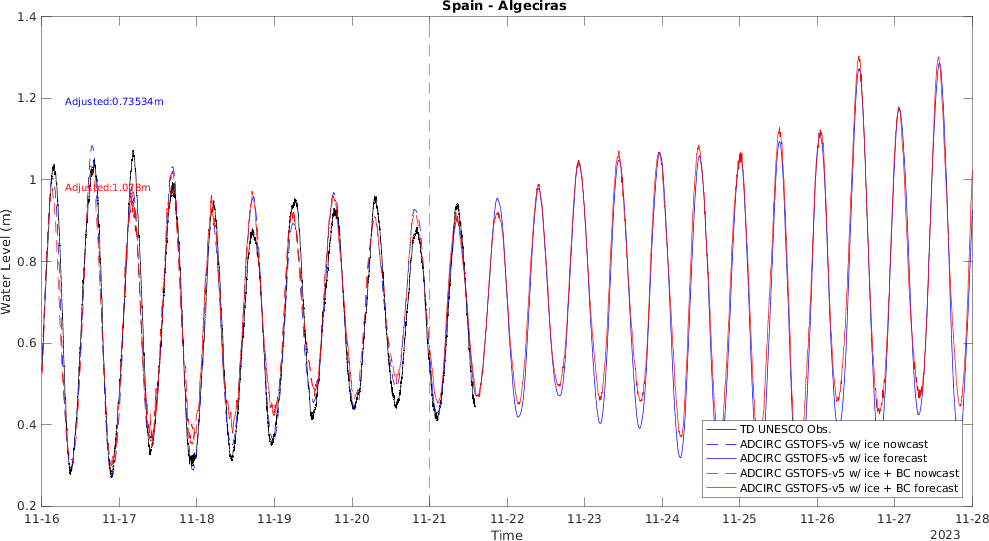 Spain - Algeciras
1.4
1.2
1
0.8
0.6
0.4
0.2
Water Level (m)
Adjusted:0.73534m
Adjusted:1.078m
TD UNESCO Obs.
ADCIRC GSTOFS-v5 w/ ice nowcast
ADCIRC GSTOFS-v5 w/ ice forecast
ADCIRC GSTOFS-v5 w/ ice + BC nowcast
ADCIRC GSTOFS-v5 w/ ice + BC forecast
11-16 11-17 11-18 11-19 11-20 11-21 11-22 11-23 11-24 11-25 11-26 11-27 11-28
Time
2023